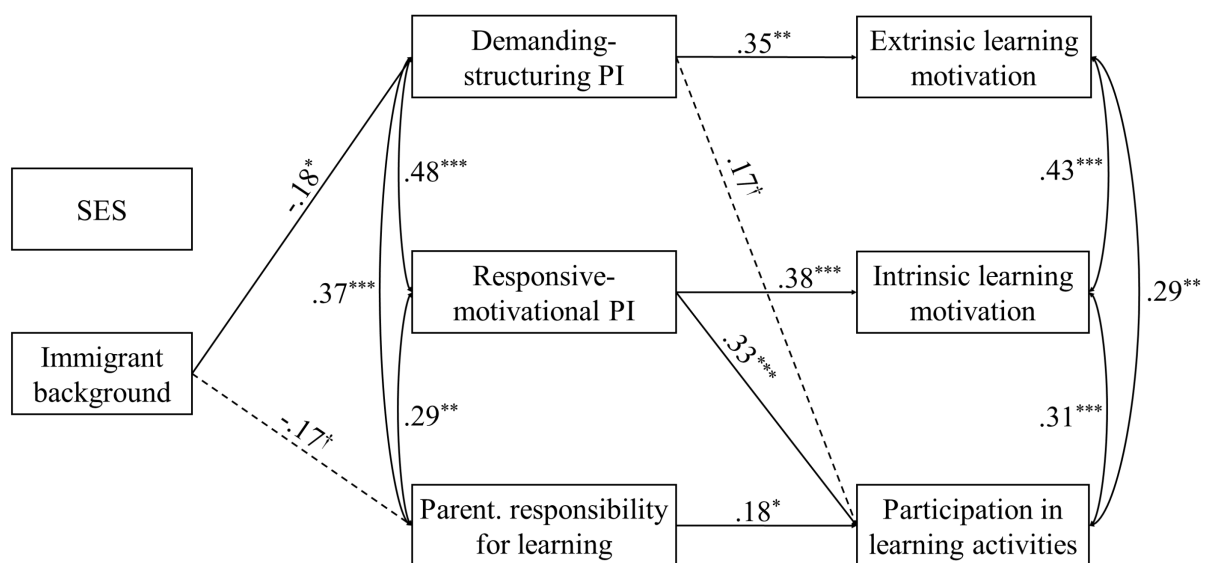 Demanding-
structuring PI
.35**
Extrinsic learning
motivation
-.18*
.48***
.17†
.43***
SES
.37***
Responsive-
motivational PI
.38***
Intrinsic learning
motivation
.29**
Immigrant
background
.33***
-.17†
.29**
.31***
Parent. responsibility
for learning
.18*
Participation in
learning activities